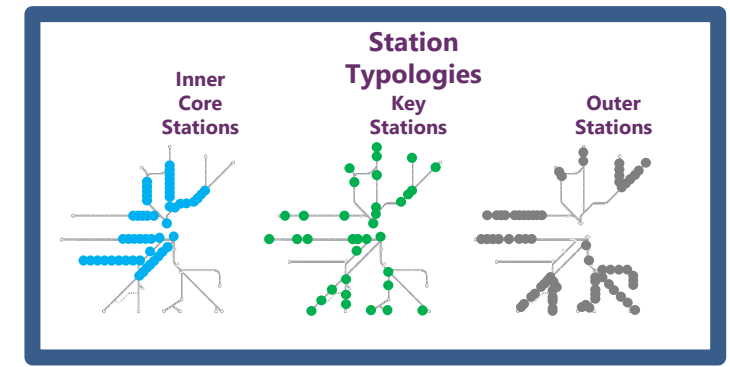 Station
Typologies
Inner
Core
Stations
Key
Stations
Outer
Stations